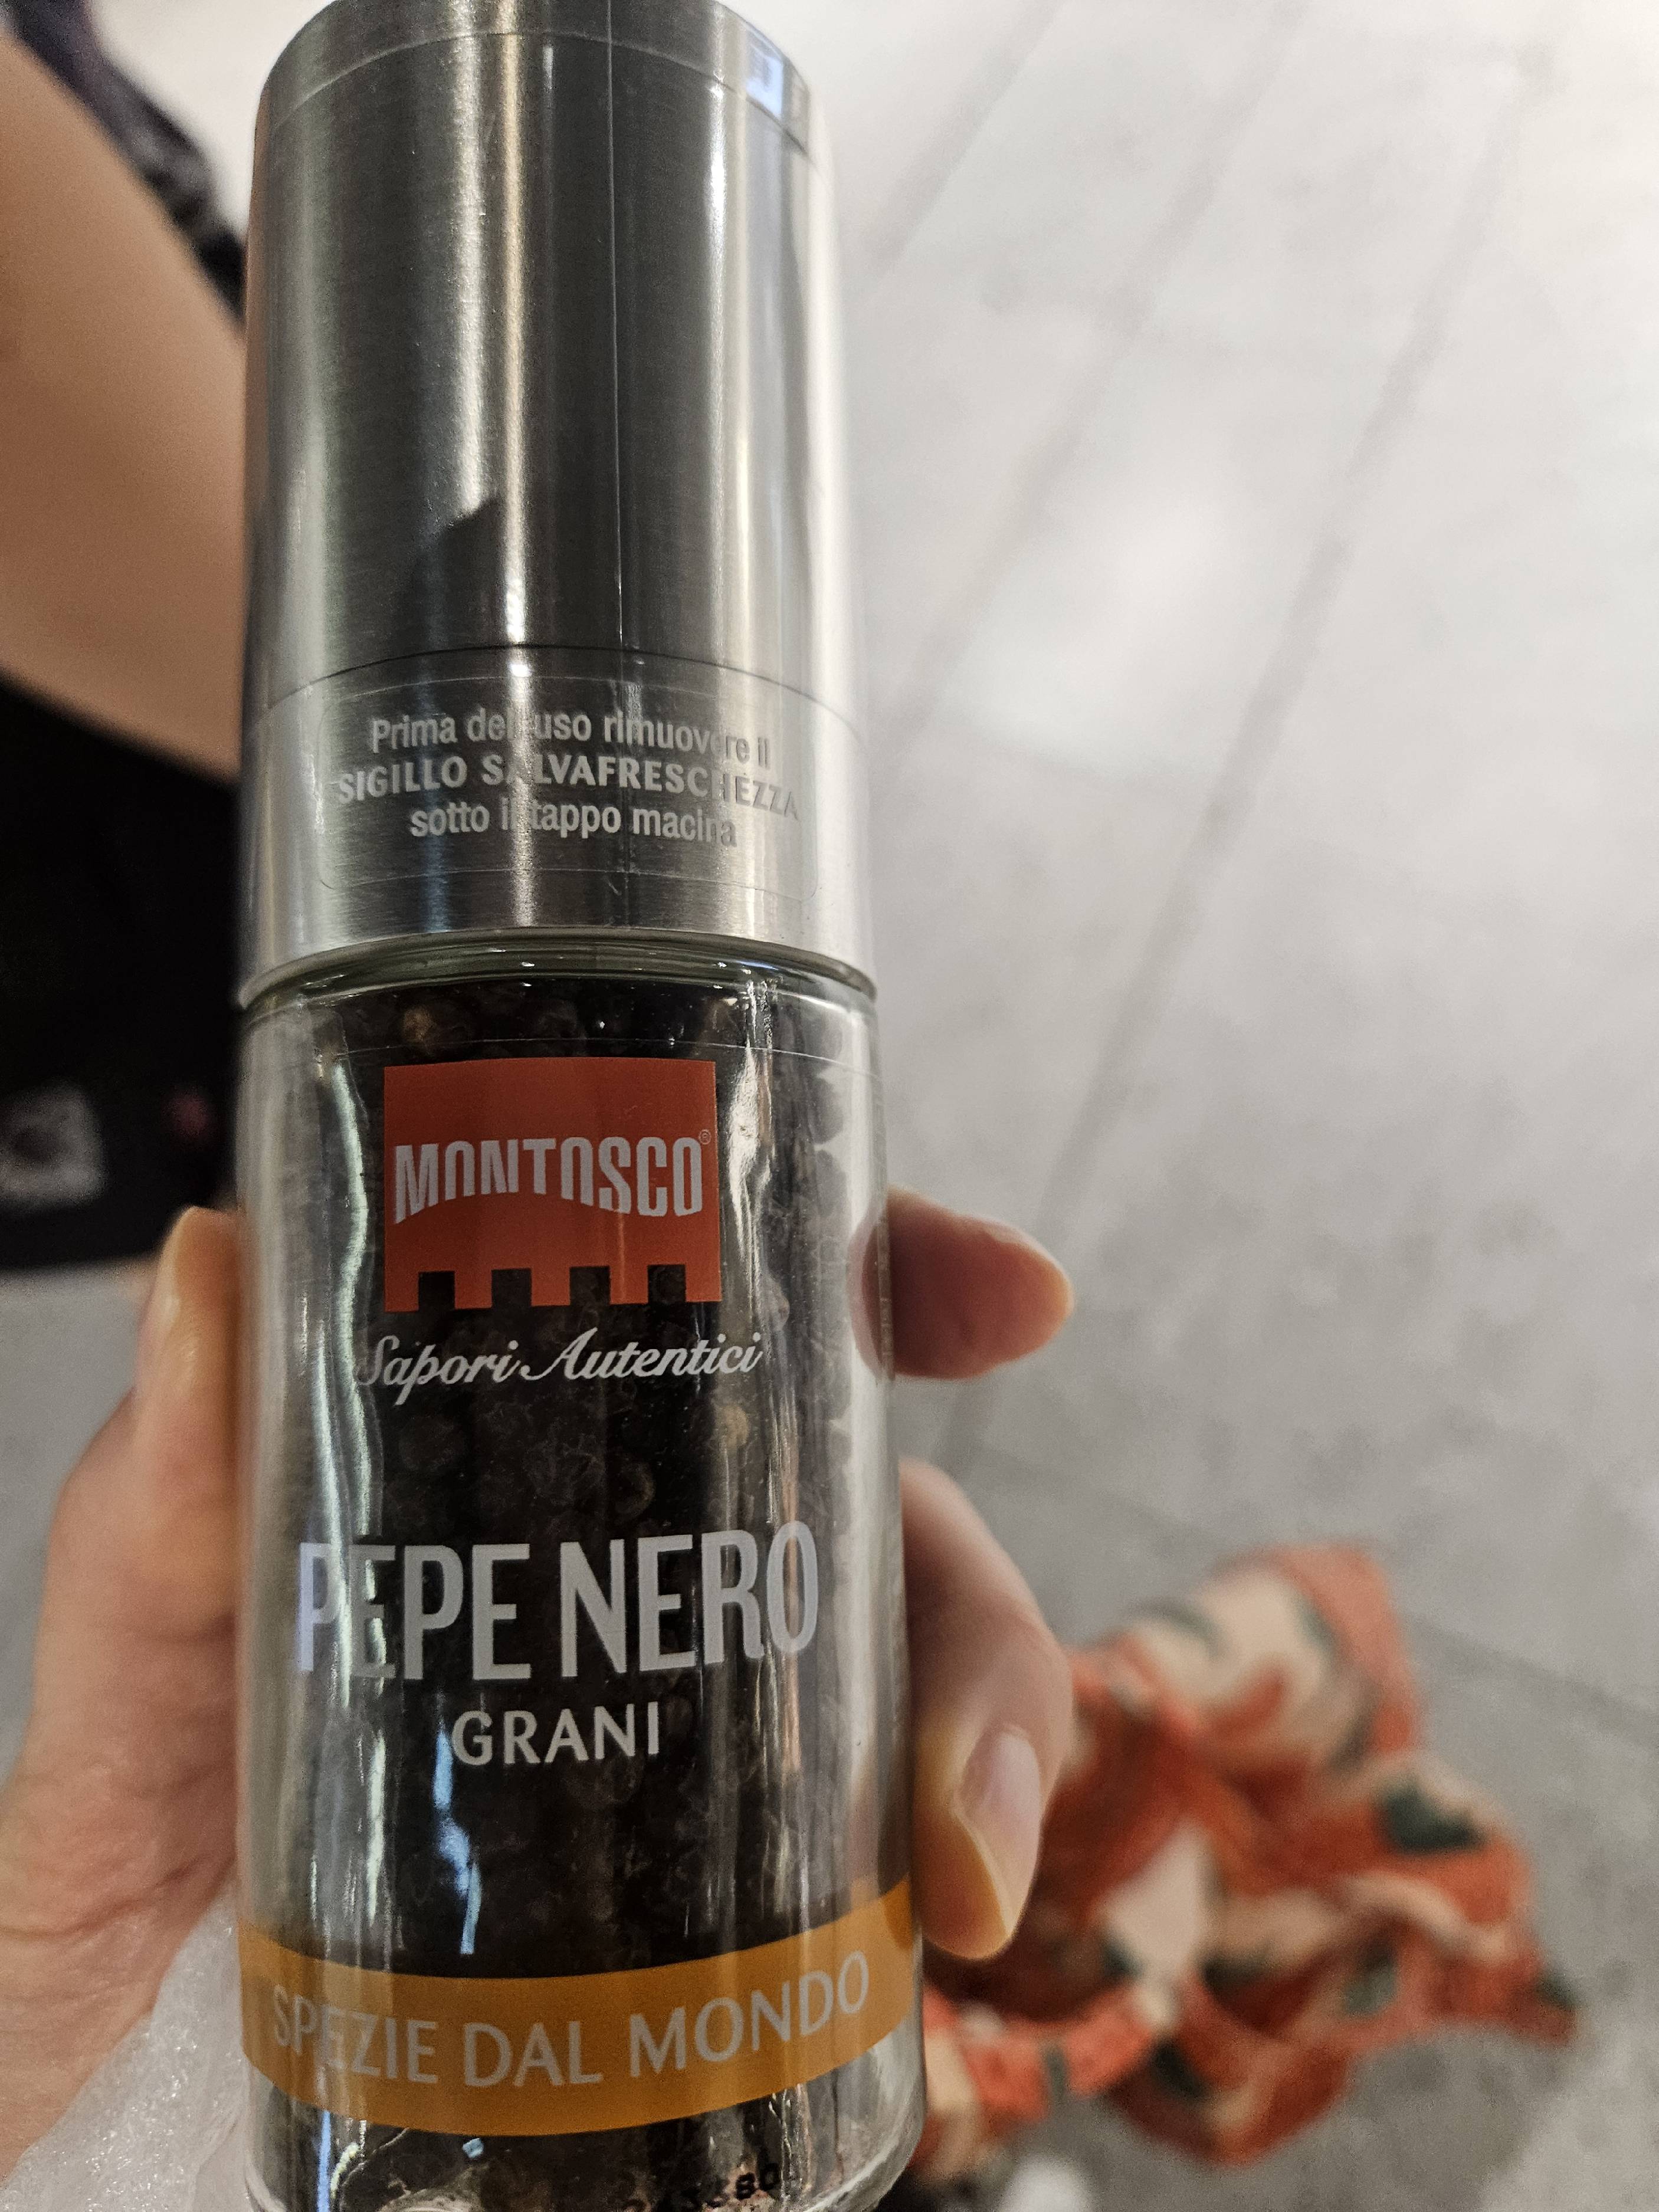 Prima dell'uso rimuovere il
SIGILLO SALVAFRESCHEZZA
sotto il tappo macina
MONTOSCO®
Sapori Autentici
PEPE NERO
GRANI
SPEZIE DAL MONDO